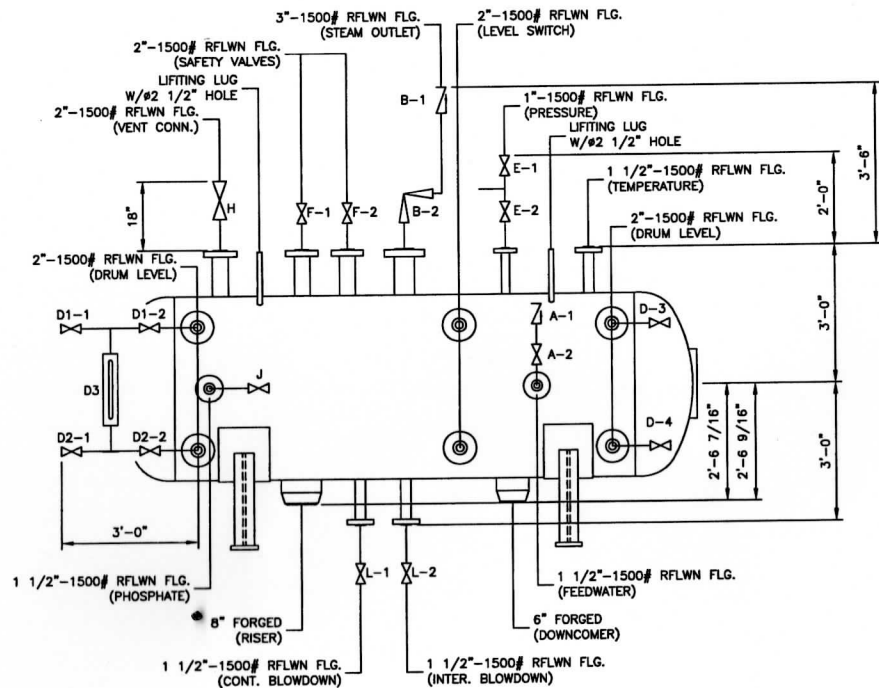 3"-1500# RFLWN FLG.
(STEAM OUTLET)
2"-1500# RFLWN FLG.
(LEVEL SWITCH)
2"-1500# RFLWN FLG.
(SAFETY VALVES)
LIFITING LUG
W/ø2 1/2" HOLE
2"-1500# RFLWN FLG.
(VENT CONN.)
B-1
1"-1500# RFLWN FLG.
(PRESSURE)
LIFITING LUG
W/ø2 1/2" HOLE
1 1/2"-1500# RFLWN FLG.
(TEMPERATURE)
2"-1500# RFLWN FLG.
(DRUM LEVEL)
3'-6"
2'-0"
E-1
E-2
18"
H
F-1
F-2
B-2
2"-1500# RFLWN FLG.
(DRUM LEVEL)
3'-0"
D1-1
D1-2
A-1
D-3
A-2
D3
J
D2-1
D2-2
D-4
2'-6 7/16"
2'-6 9/16"
3'-0"
3'-0"
L-1
L-2
1 1/2"-1500# RFLWN FLG.
(PHOSPHATE)
1 1/2"-1500# RFLWN FLG.
(FEEDWATER)
8" FORGED
(RISER)
6" FORGED
(DOWNCOMER)
1 1/2"-1500# RFLWN FLG.
(CONT. BLOWDOWN)
1 1/2"-1500# RFLWN FLG.
(INTER. BLOWDOWN)